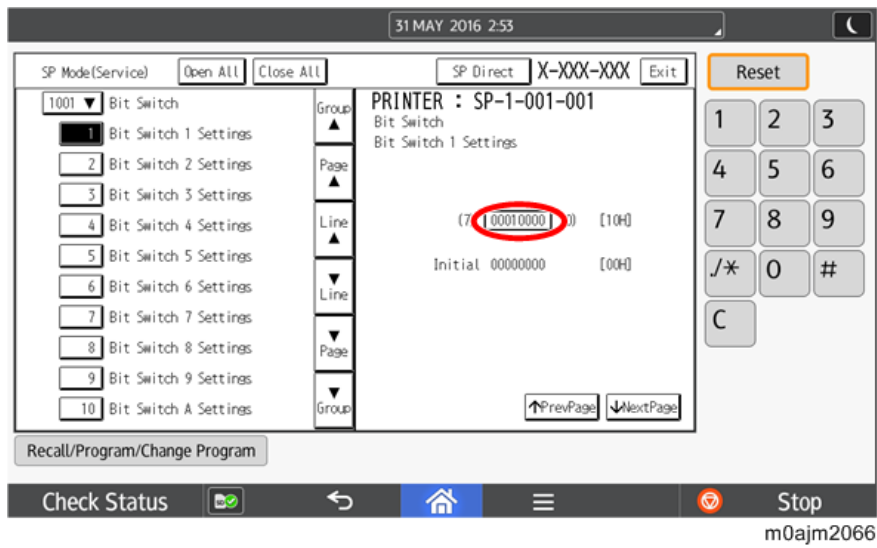 31 MAY 2016 2:53
SP Mode(Service) Open All Close All SP Direct X-XXX-XXX Exit
Reset
1001 ▼ Bit Switch
1 Bit Switch 1 Settings
2 Bit Switch 2 Settings
3 Bit Switch 3 Settings
4 Bit Switch 4 Settings
5 Bit Switch 5 Settings
6 Bit Switch 6 Settings
7 Bit Switch 7 Settings
8 Bit Switch 8 Settings
9 Bit Switch 9 Settings
10 Bit Switch A Settings
Group
▲
Page
▲
Line
▲
▼
Line
▼
Page
▼
Group
PRINTER : SP-1-001-001
Bit Switch
Bit Switch 1 Settings
(7 00010000 0) [10H]
Initial 00000000 [00H]
↑PrevPage ↓NextPage
1 2 3
4 5 6
7 8 9
./* 0 #
C
Recall/Program/Change Program
Check Status Stop
m0ajm2066